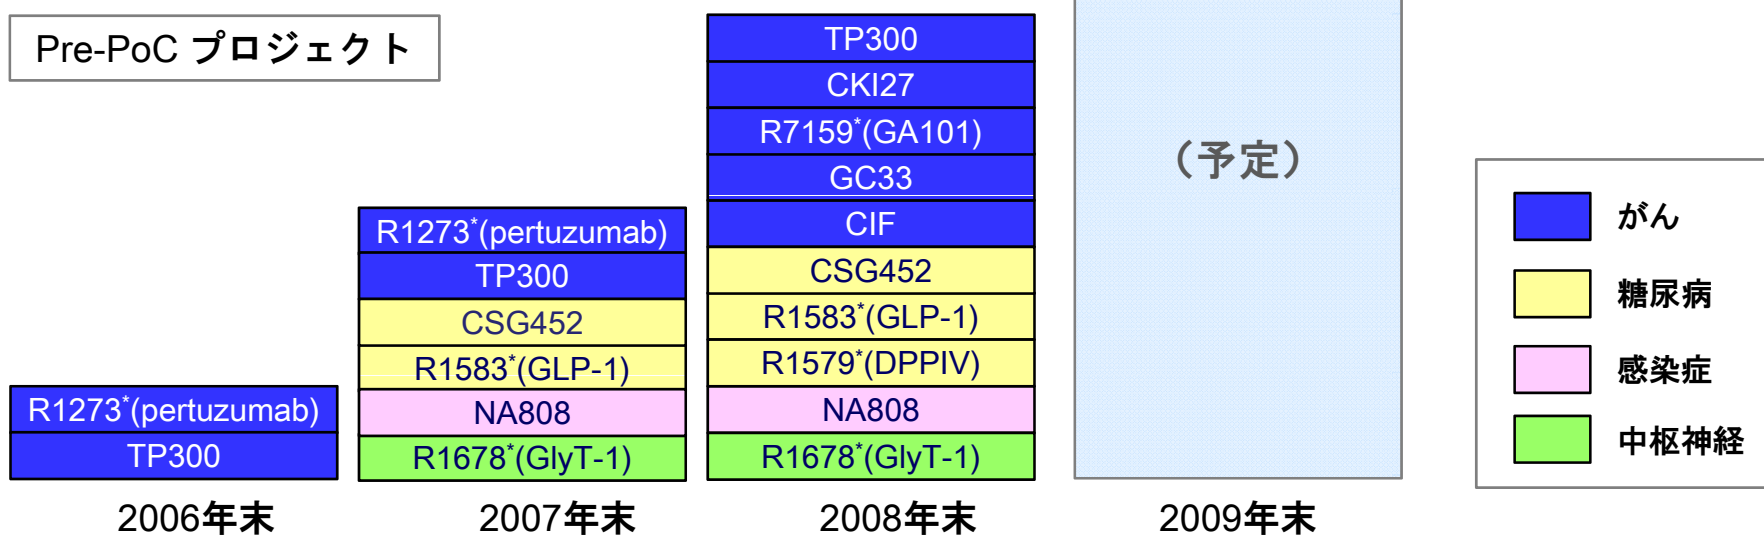 Pre-PoC プロジェクト
R1273*(pertuzumab)
TP300
2006年末
R1273*(pertuzumab)
TP300
CSG452
R1583*(GLP-1)
NA808
R1678*(GlyT-1)
2007年末
TP300
CKI27
R7159*(GA101)
GC33
CIF
CSG452
R1583*(GLP-1)
R1579*(DPPIV)
NA808
R1678*(GlyT-1)
2008年末
（予定）
2009年末
がん
糖尿病
感染症
中枢神経